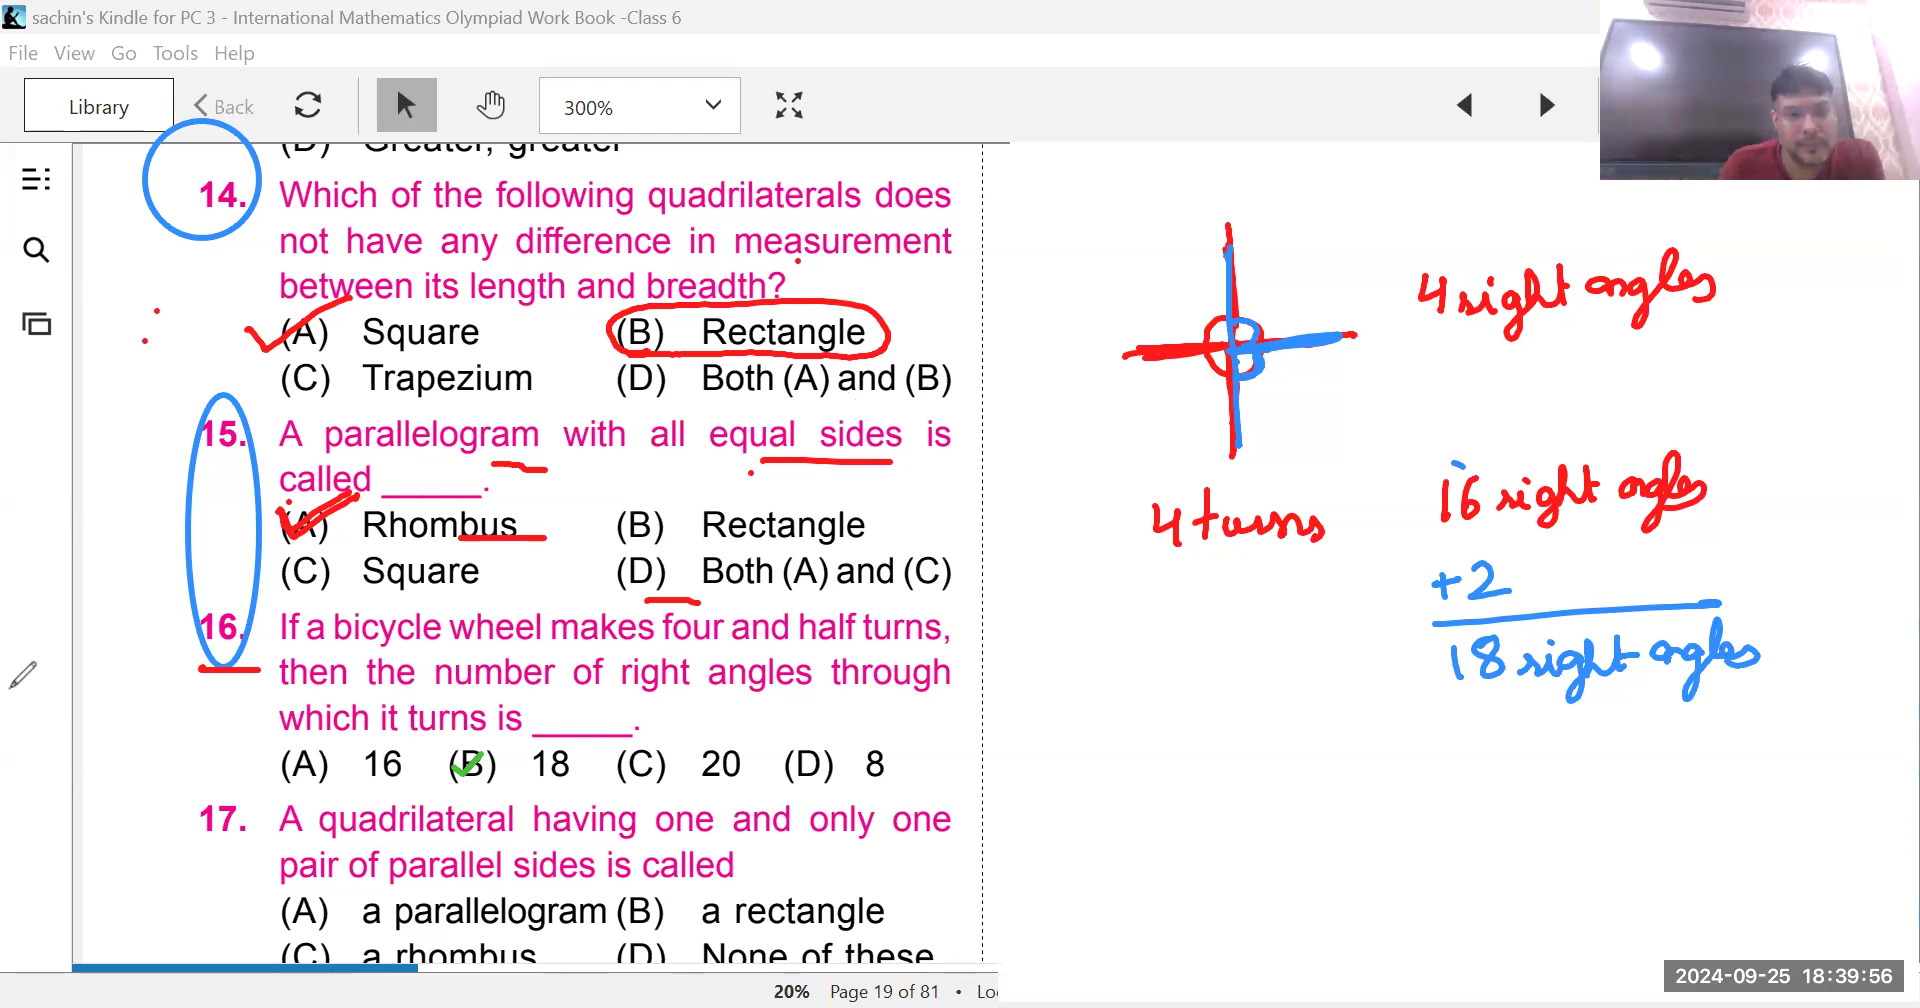 sachin's Kindle for PC 3 - International Mathematics Olympiad Work Book -Class 6
File View Go Tools Help
Library Back 300%
(D) Greater, greater
14. Which of the following quadrilaterals does
not have any difference in measurement
between its length and breadth?
(A) Square (B) Rectangle
(C) Trapezium (D) Both (A) and (B)
15. A parallelogram with all equal sides is
called _____.
(A) Rhombus (B) Rectangle
(C) Square (D) Both (A) and (C)
16. If a bicycle wheel makes four and half turns,
then the number of right angles through
which it turns is _____.
(A) 16 (B) 18 (C) 20 (D) 8
17. A quadrilateral having one and only one
pair of parallel sides is called
(A) a parallelogram (B) a rectangle
(C) a rhombus (D) None of these
20% Page 19 of 81 •
4 right angles
4 turns
16 right angles
+2
18 right angles
2024-09-25 18:39:56